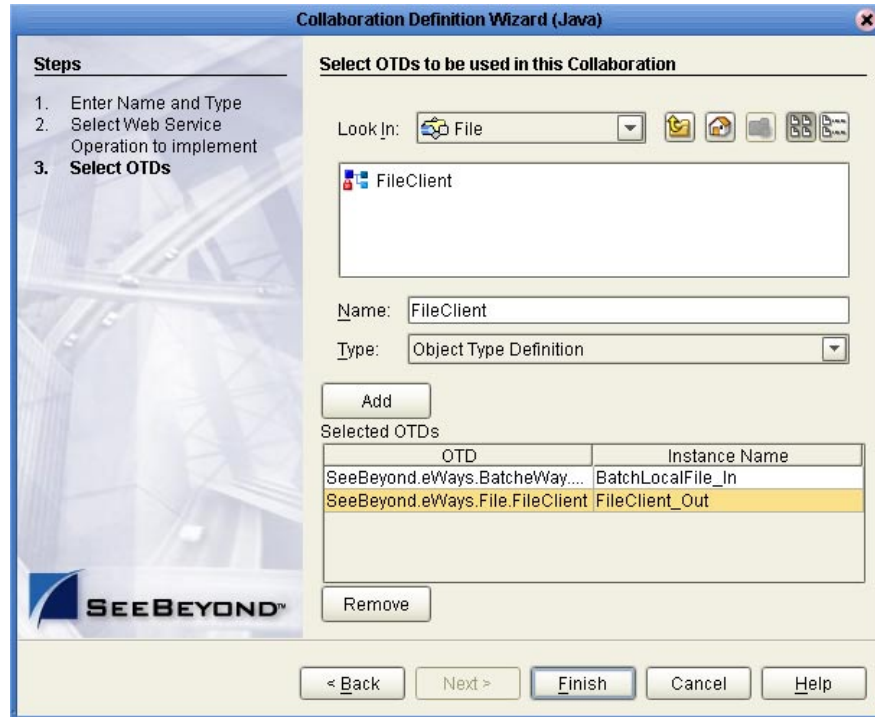 Collaboration Definition Wizard (Java)
Steps
1. Enter Name and Type
2. Select Web Service
Operation to implement
3. Select OTDs
SEEBEYOND™
Select OTDs to be used in this Collaboration
Look In: File
FileClient
Name: FileClient
Type: Object Type Definition
Add
Selected OTDs
OTD Instance Name
SeeBeyond.eWays.BatcheWay.... BatchLocalFile_In
SeeBeyond.eWays.File.FileClient FileClient_Out
Remove
< Back Next > Finish Cancel Help